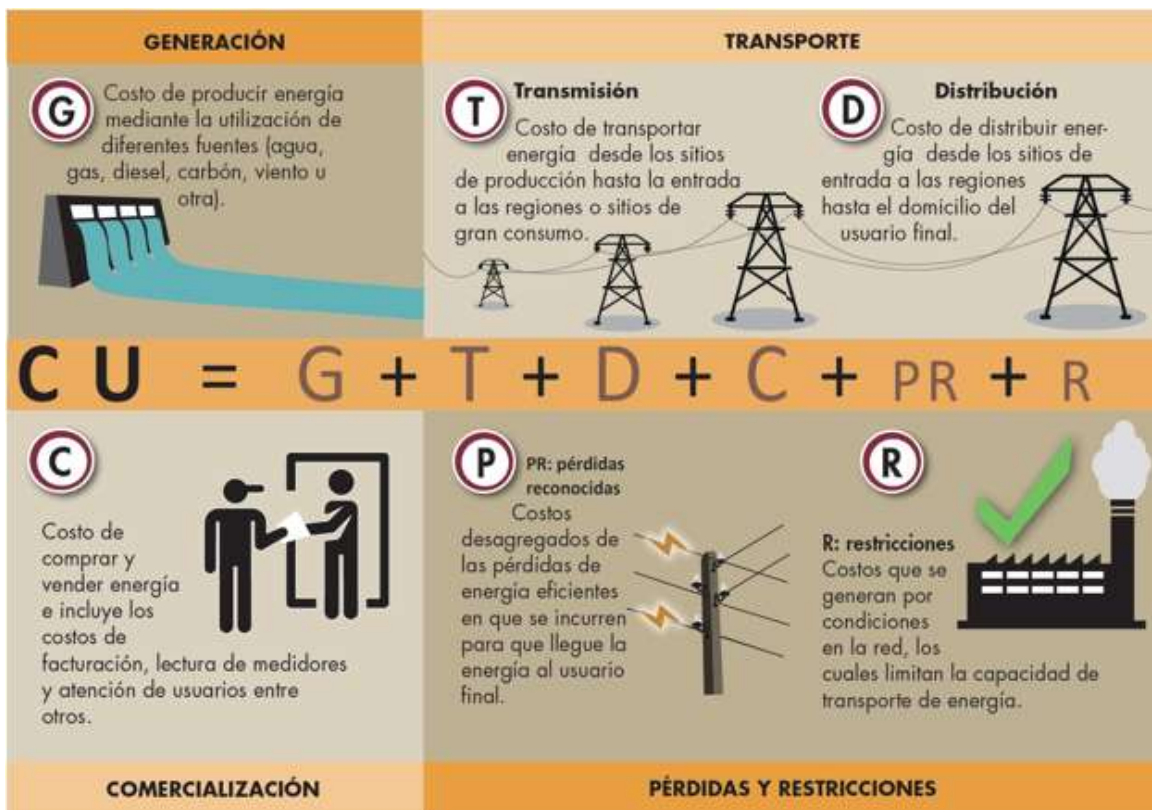 GENERACIÓN
G
Costo de producir energía
mediante la utilización de
diferentes fuentes (agua,
gas, diesel, carbón, viento u
otra).
TRANSPORTE
T
Transmisión
Costo de transportar
energía desde los sitios
de producción hasta la entrada
a las regiones o sitios de
gran consumo.
D
Distribución
Costo de distribuir ener-
gía desde los sitios de
entrada a las regiones
hasta el domicilio del
usuario final.
C U = G + T + D + C + PR + R
C
Costo de
comprar y
vender energía
e incluye los
costos de
facturación, lectura de medidores
y atención de usuarios entre
otros.
COMERCIALIZACIÓN
P
PR: pérdidas
reconocidas
Costos
desagregados de
las pérdidas de
energía eficientes
en que se incurren
para que llegue la
energía al usuario
final.
R
R: restricciones
Costos que se
generan por
condiciones
en la red, los
cuales limitan la capacidad de
transporte de energía.
PÉRDIDAS Y RESTRICCIONES